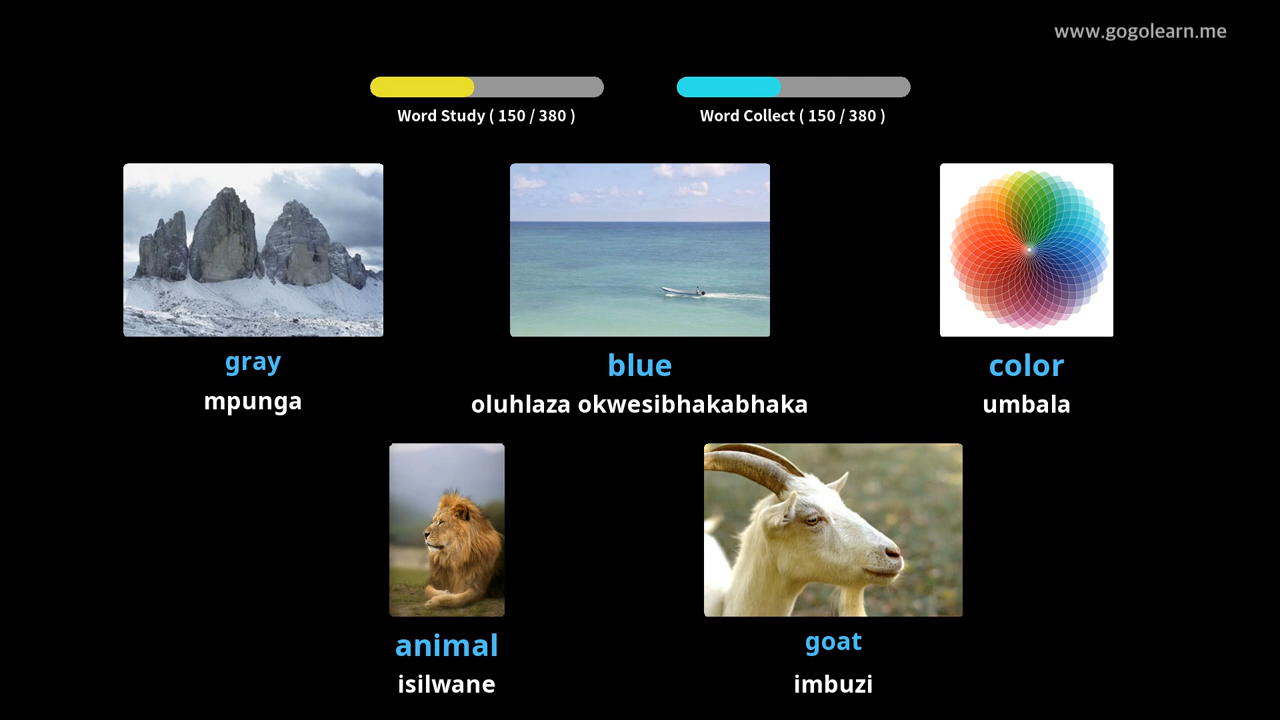 www.gogolearn.me
Word Study ( 150 / 380 )
Word Collect ( 150 / 380 )
gray
mpunga
blue
oluhlaza okwesibhakabhaka
color
umbala
animal
isilwane
goat
imbuzi